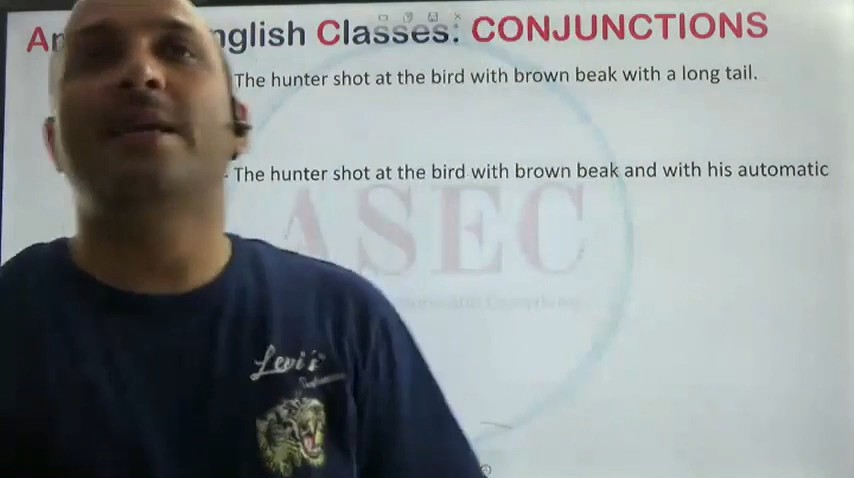 English Classes: CONJUNCTIONS
The hunter shot at the bird with brown beak with a long tail.
The hunter shot at the bird with brown beak and with his automatic
ASEC
Levi's